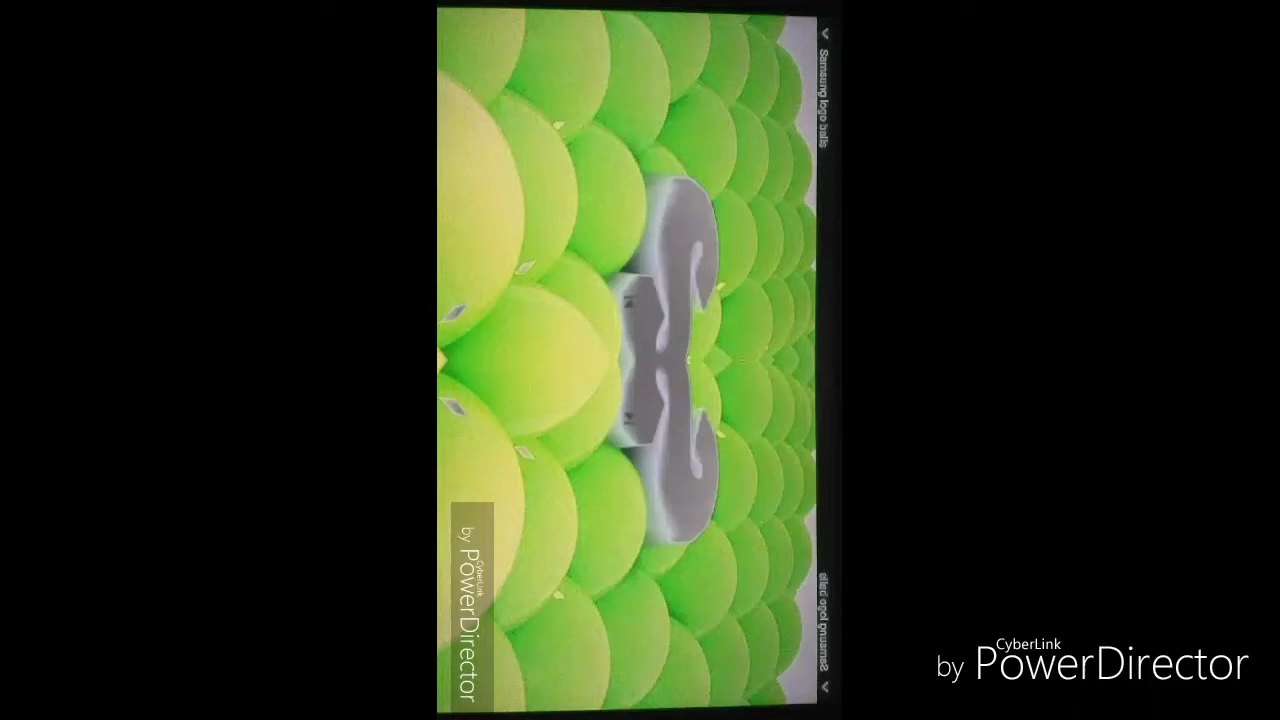 Samsung logo balls
Samsung logo balls
by CyberLink
PowerDirector
CyberLink
by PowerDirector